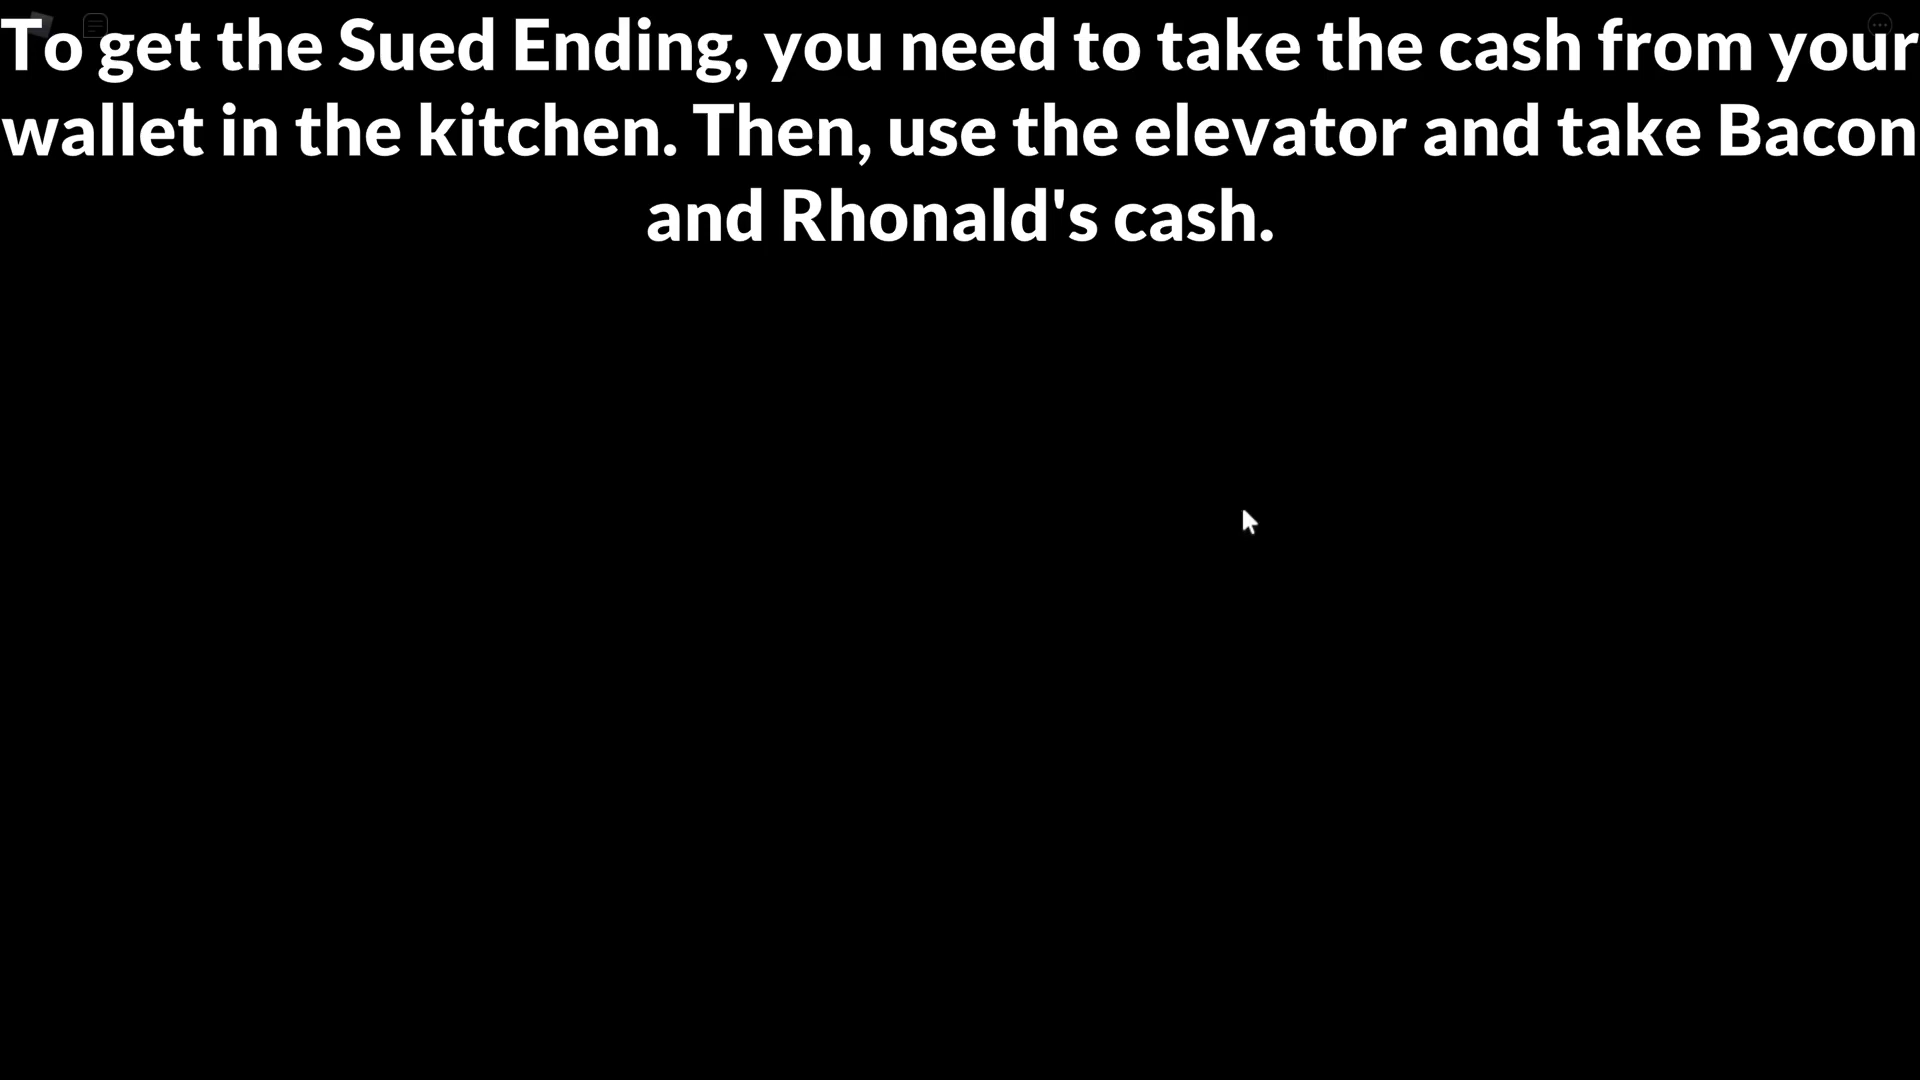 To get the Sued Ending, you need to take the cash from your
wallet in the kitchen. Then, use the elevator and take Bacon
and Rhonald's cash.